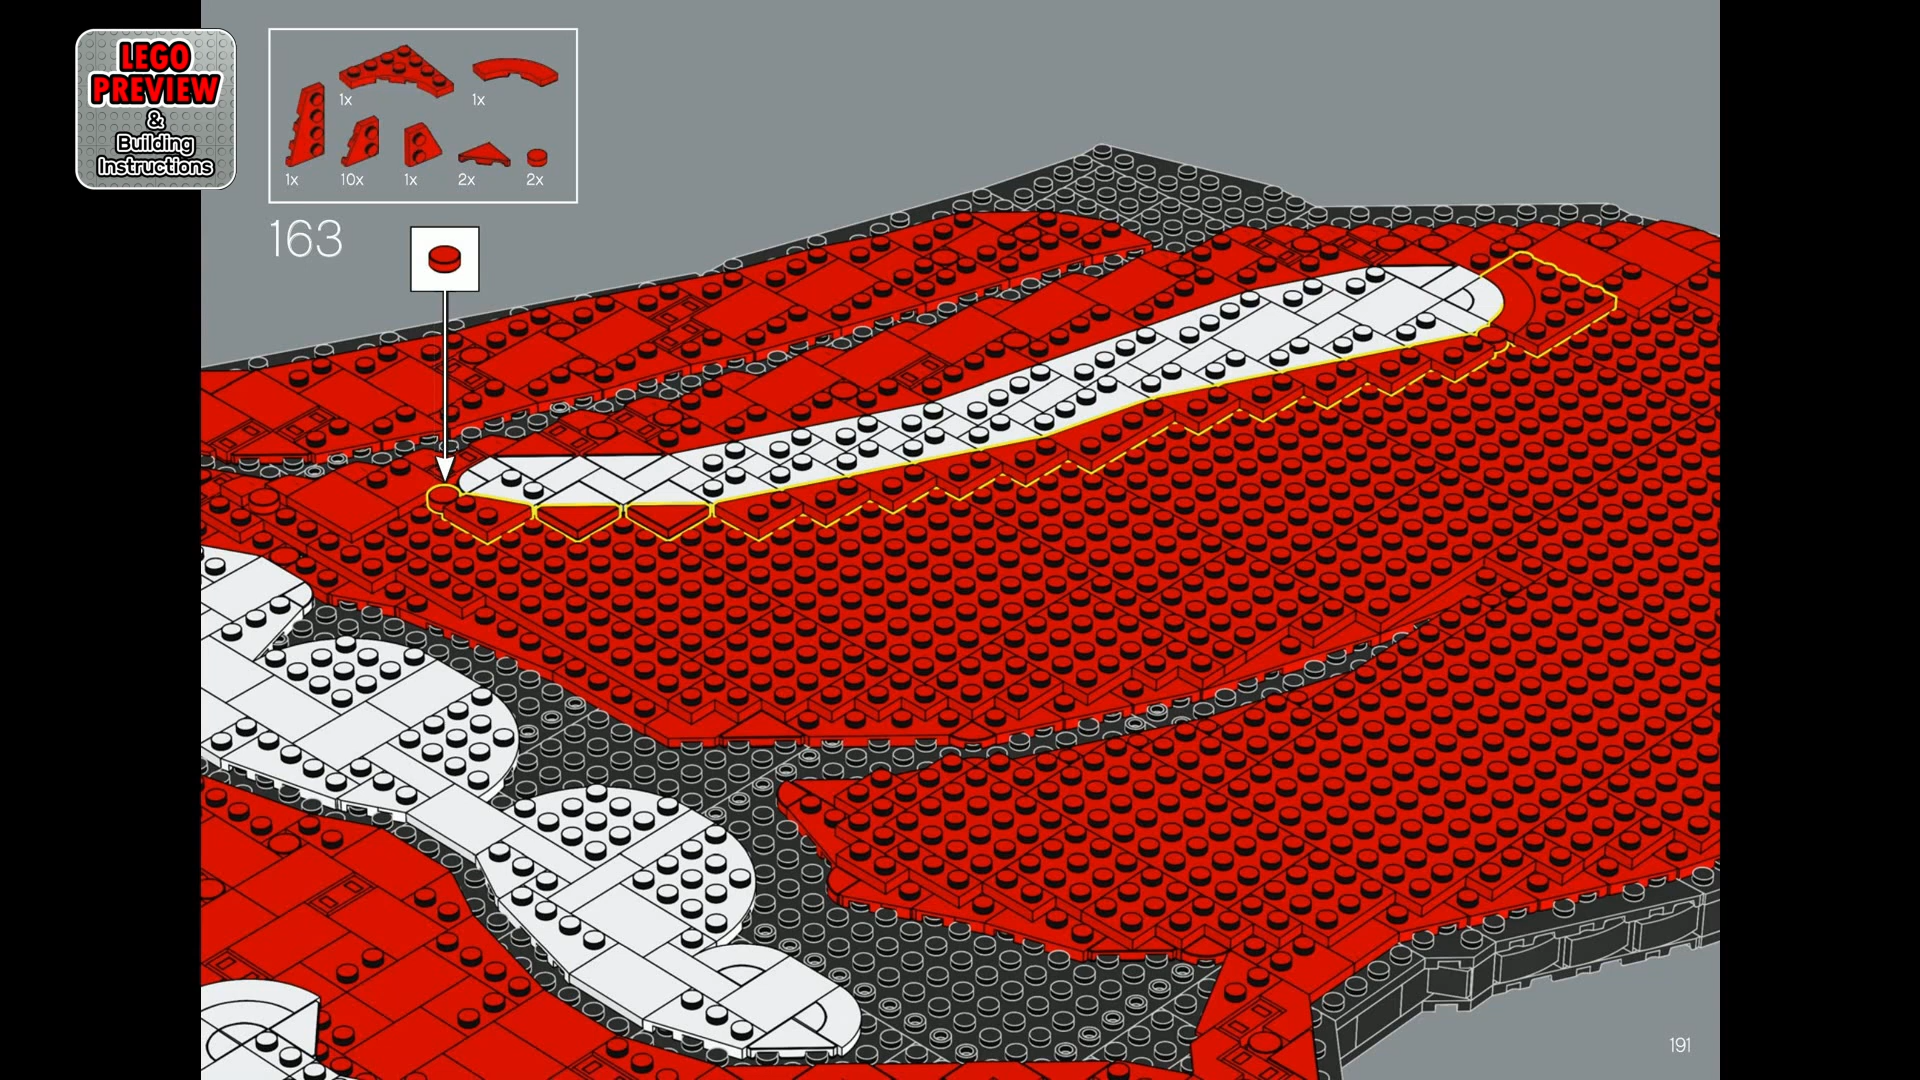 LEGO
PREVIEW
&
Building
Instructions
1x
1x
1x
10x
1x
2x
2x
163
191